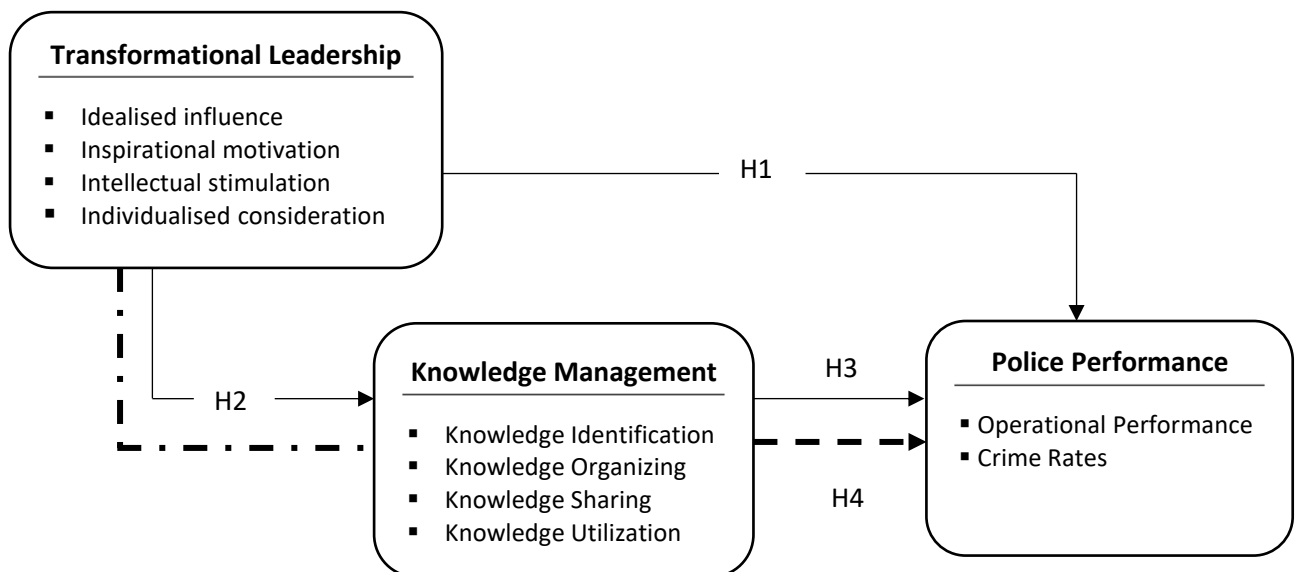 Transformational Leadership
▪ Idealised influence
▪ Inspirational motivation
▪ Intellectual stimulation
▪ Individualised consideration
H1
H2
Knowledge Management
▪ Knowledge Identification
▪ Knowledge Organizing
▪ Knowledge Sharing
▪ Knowledge Utilization
H3
H4
Police Performance
▪ Operational Performance
▪ Crime Rates